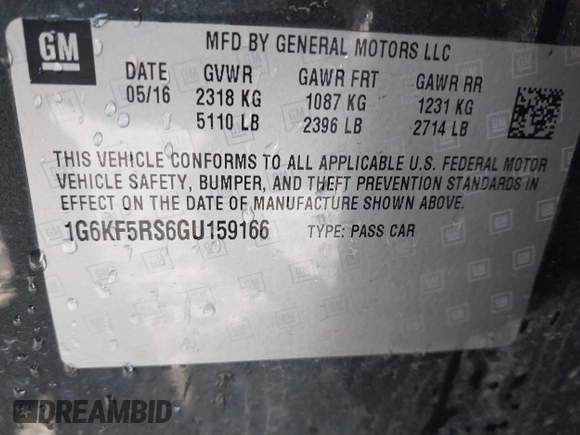 GM
MFD BY GENERAL MOTORS LLC
DATE GVWR GAWR FRT GAWR RR
05/16 2318 KG 1087 KG 1231 KG
5110 LB 2396 LB 2714 LB
THIS VEHICLE CONFORMS TO ALL APPLICABLE U.S. FEDERAL MOTOR
VEHICLE SAFETY, BUMPER, AND THEFT PREVENTION STANDARDS IN
EFFECT ON THE DATE OF MANUFACTURE SHOWN ABOVE.
1G6KF5RS6GU159166 TYPE: PASS CAR
DREAMBID